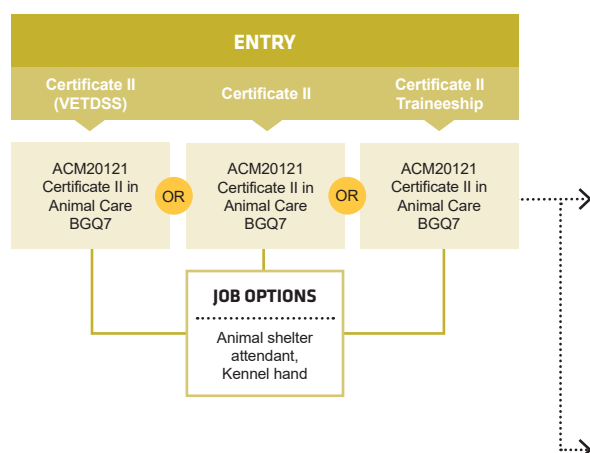 ENTRY
Certificate II
(VETDSS)
Certificate II
Certificate II
Traineeship
ACM20121
Certificate II in
Animal Care
BGQ7
OR
ACM20121
Certificate II in
Animal Care
BGQ7
OR
ACM20121
Certificate II in
Animal Care
BGQ7
JOB OPTIONS
Animal shelter
attendant,
Kennel hand